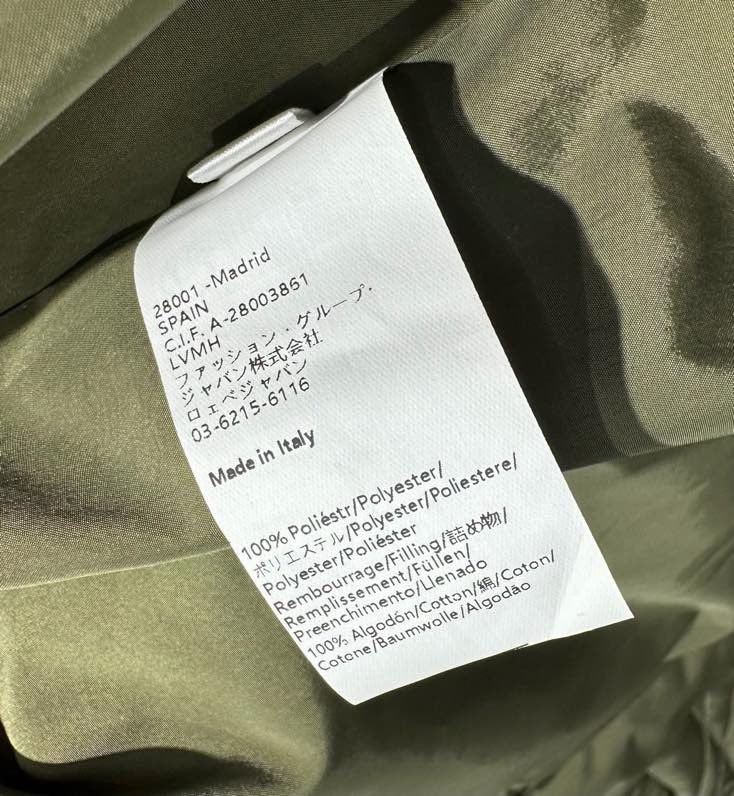 28001 -Madrid
SPAIN
C.I.F. A-28003861
LVMH
ファッション・グループ・
ジャパン株式会社
ロェベジャパン
03-6215-6116
Made in Italy
100% Poliéstr/Polyester/
ポリエステル/Polyester/Poliestere/
Polyester/Poliéster
Rembourrage/Filling/詰め物/
Remplissement/Füllen/
Preenchimento/Llenado
100% Algodón/Cotton/綿/Coton/
Cotone/Baumwolle/Algodão